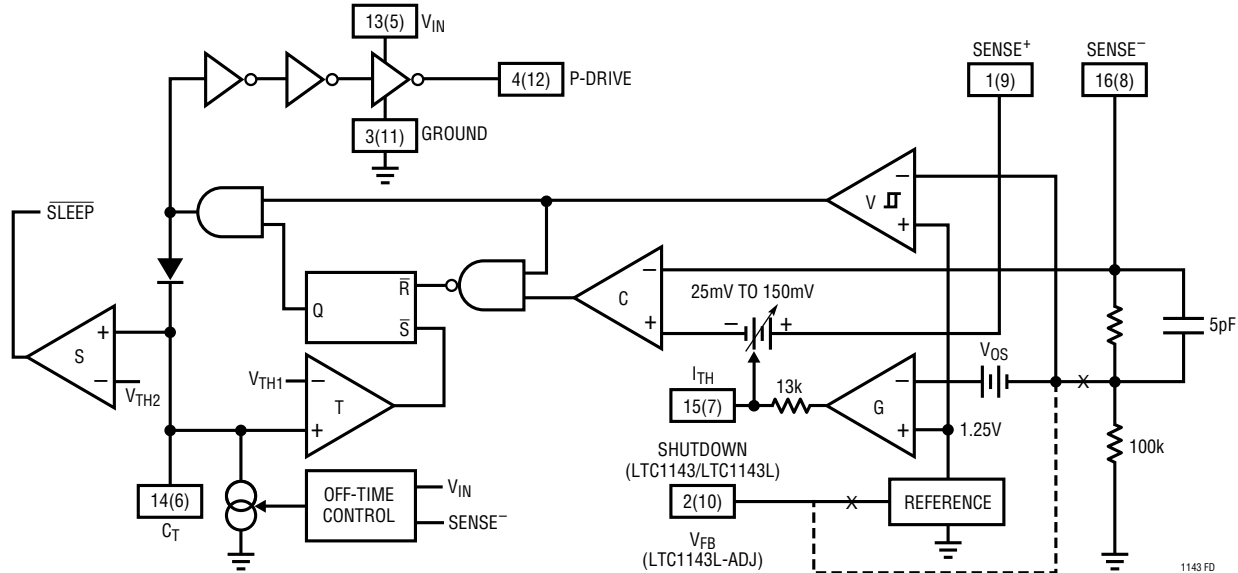 13(5) V_IN
SENSE⁺
SENSE⁻
4(12) P-DRIVE
1(9)
16(8)
3(11) GROUND
−
V
+
SLEEP̅
−
C
+
25mV TO 150mV
− +
5pF
R̅
Q
S̅
+
S
−
V_TH2
V_TH1 −
T
+
V_OS
I_TH
13k
−
G
+
15(7)
1.25V
100k
SHUTDOWN
(LTC1143/LTC1143L)
14(6)
C_T
OFF-TIME
CONTROL
V_IN
SENSE⁻
2(10)
X
X
REFERENCE
V_FB
(LTC1143L-ADJ)
1143 FD